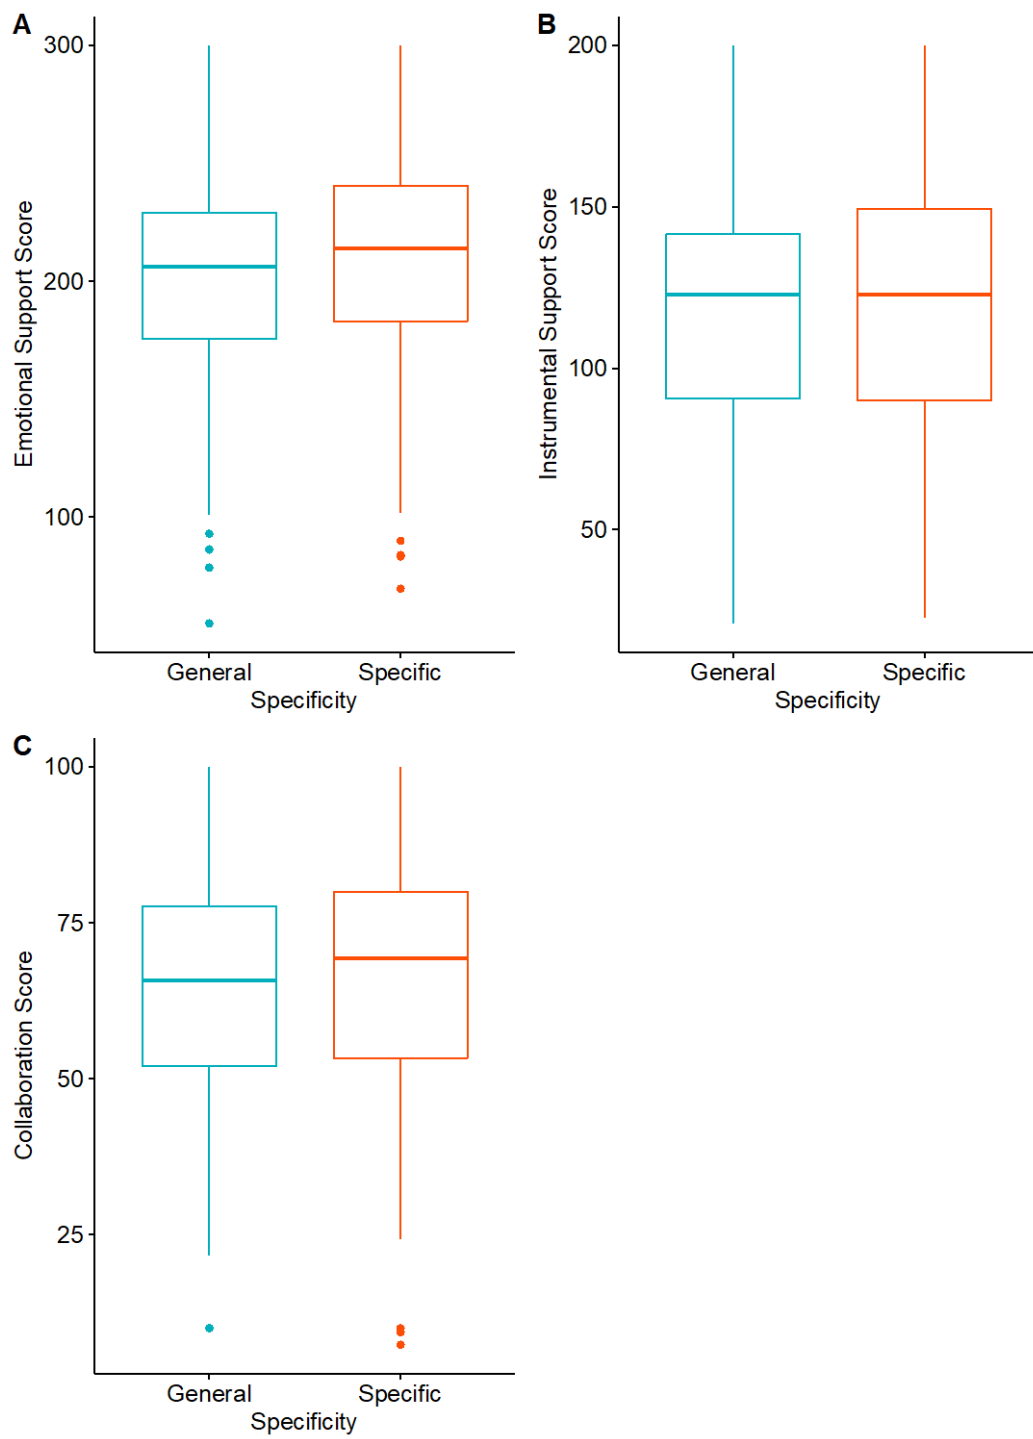 A
300
200
100
Emotional Support Score
General Specific
Specificity
B
200
150
100
50
Instrumental Support Score
General Specific
Specificity
C
100
75
50
25
Collaboration Score
General Specific
Specificity